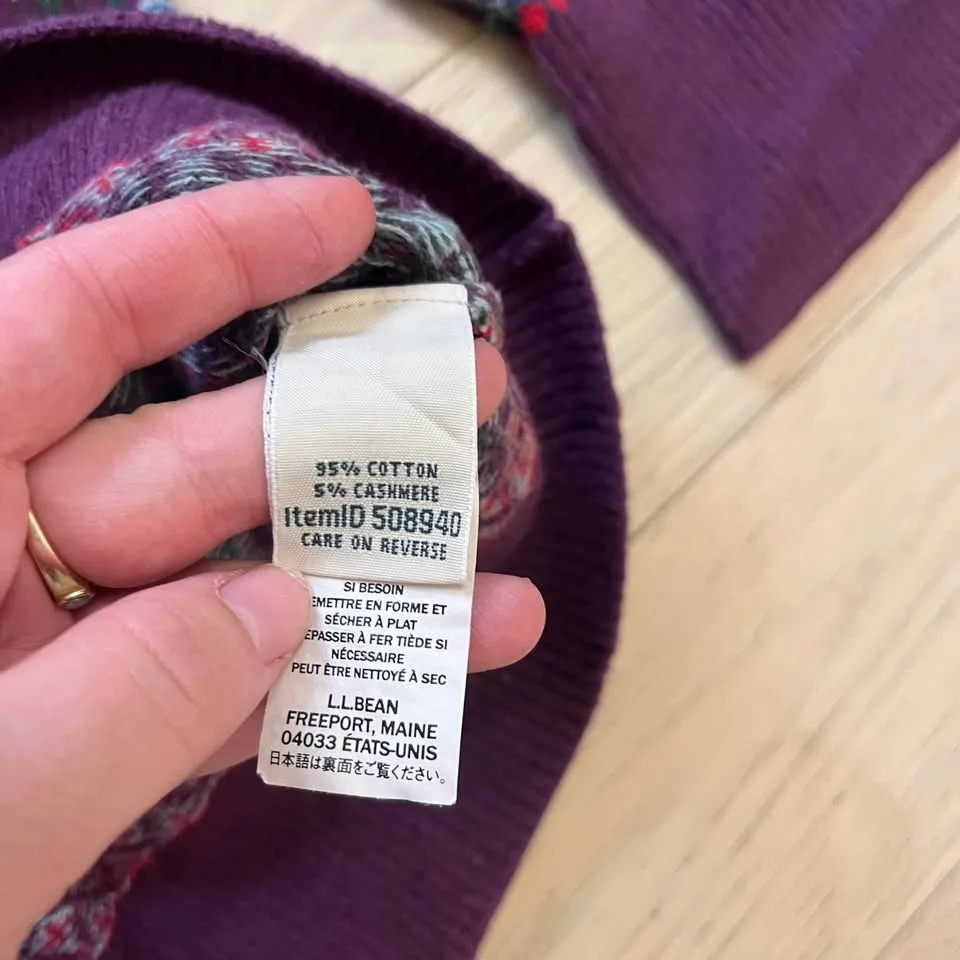 95% COTTON
5% CASHMERE
ItemID 508940
CARE ON REVERSE
SI BESOIN
EMETTRE EN FORME ET
SÉCHER À PLAT
EPASSER À FER TIÈDE SI
NÉCESSAIRE
PEUT ÊTRE NETTOYÉ À SEC
L.L.BEAN
FREEPORT, MAINE
04033 ÉTATS-UNIS
日本語は裏面をご覧ください。